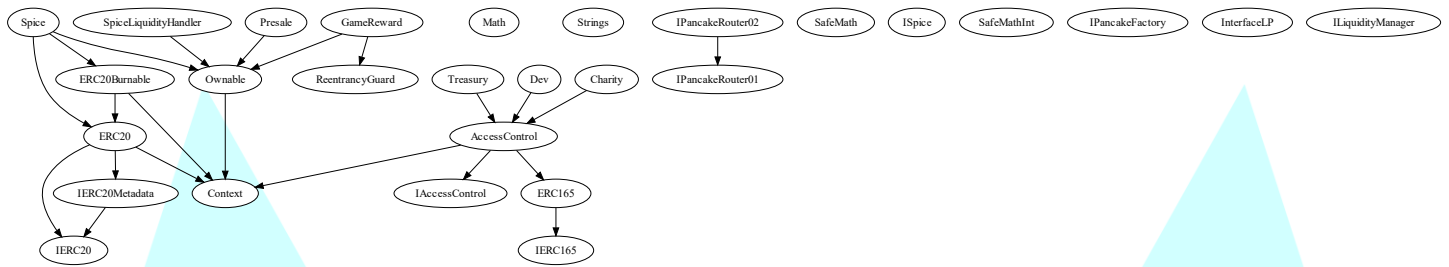 Spice SpiceLiquidityHandler Presale GameReward Math Strings IPancakeRouter02 SafeMath ISpice SafeMathInt IPancakeFactory InterfaceLP ILiquidityManager
ERC20Burnable Ownable ReentrancyGuard Treasury Dev Charity IPancakeRouter01
ERC20 AccessControl
IERC20Metadata Context IAccessControl ERC165
IERC20 IERC165